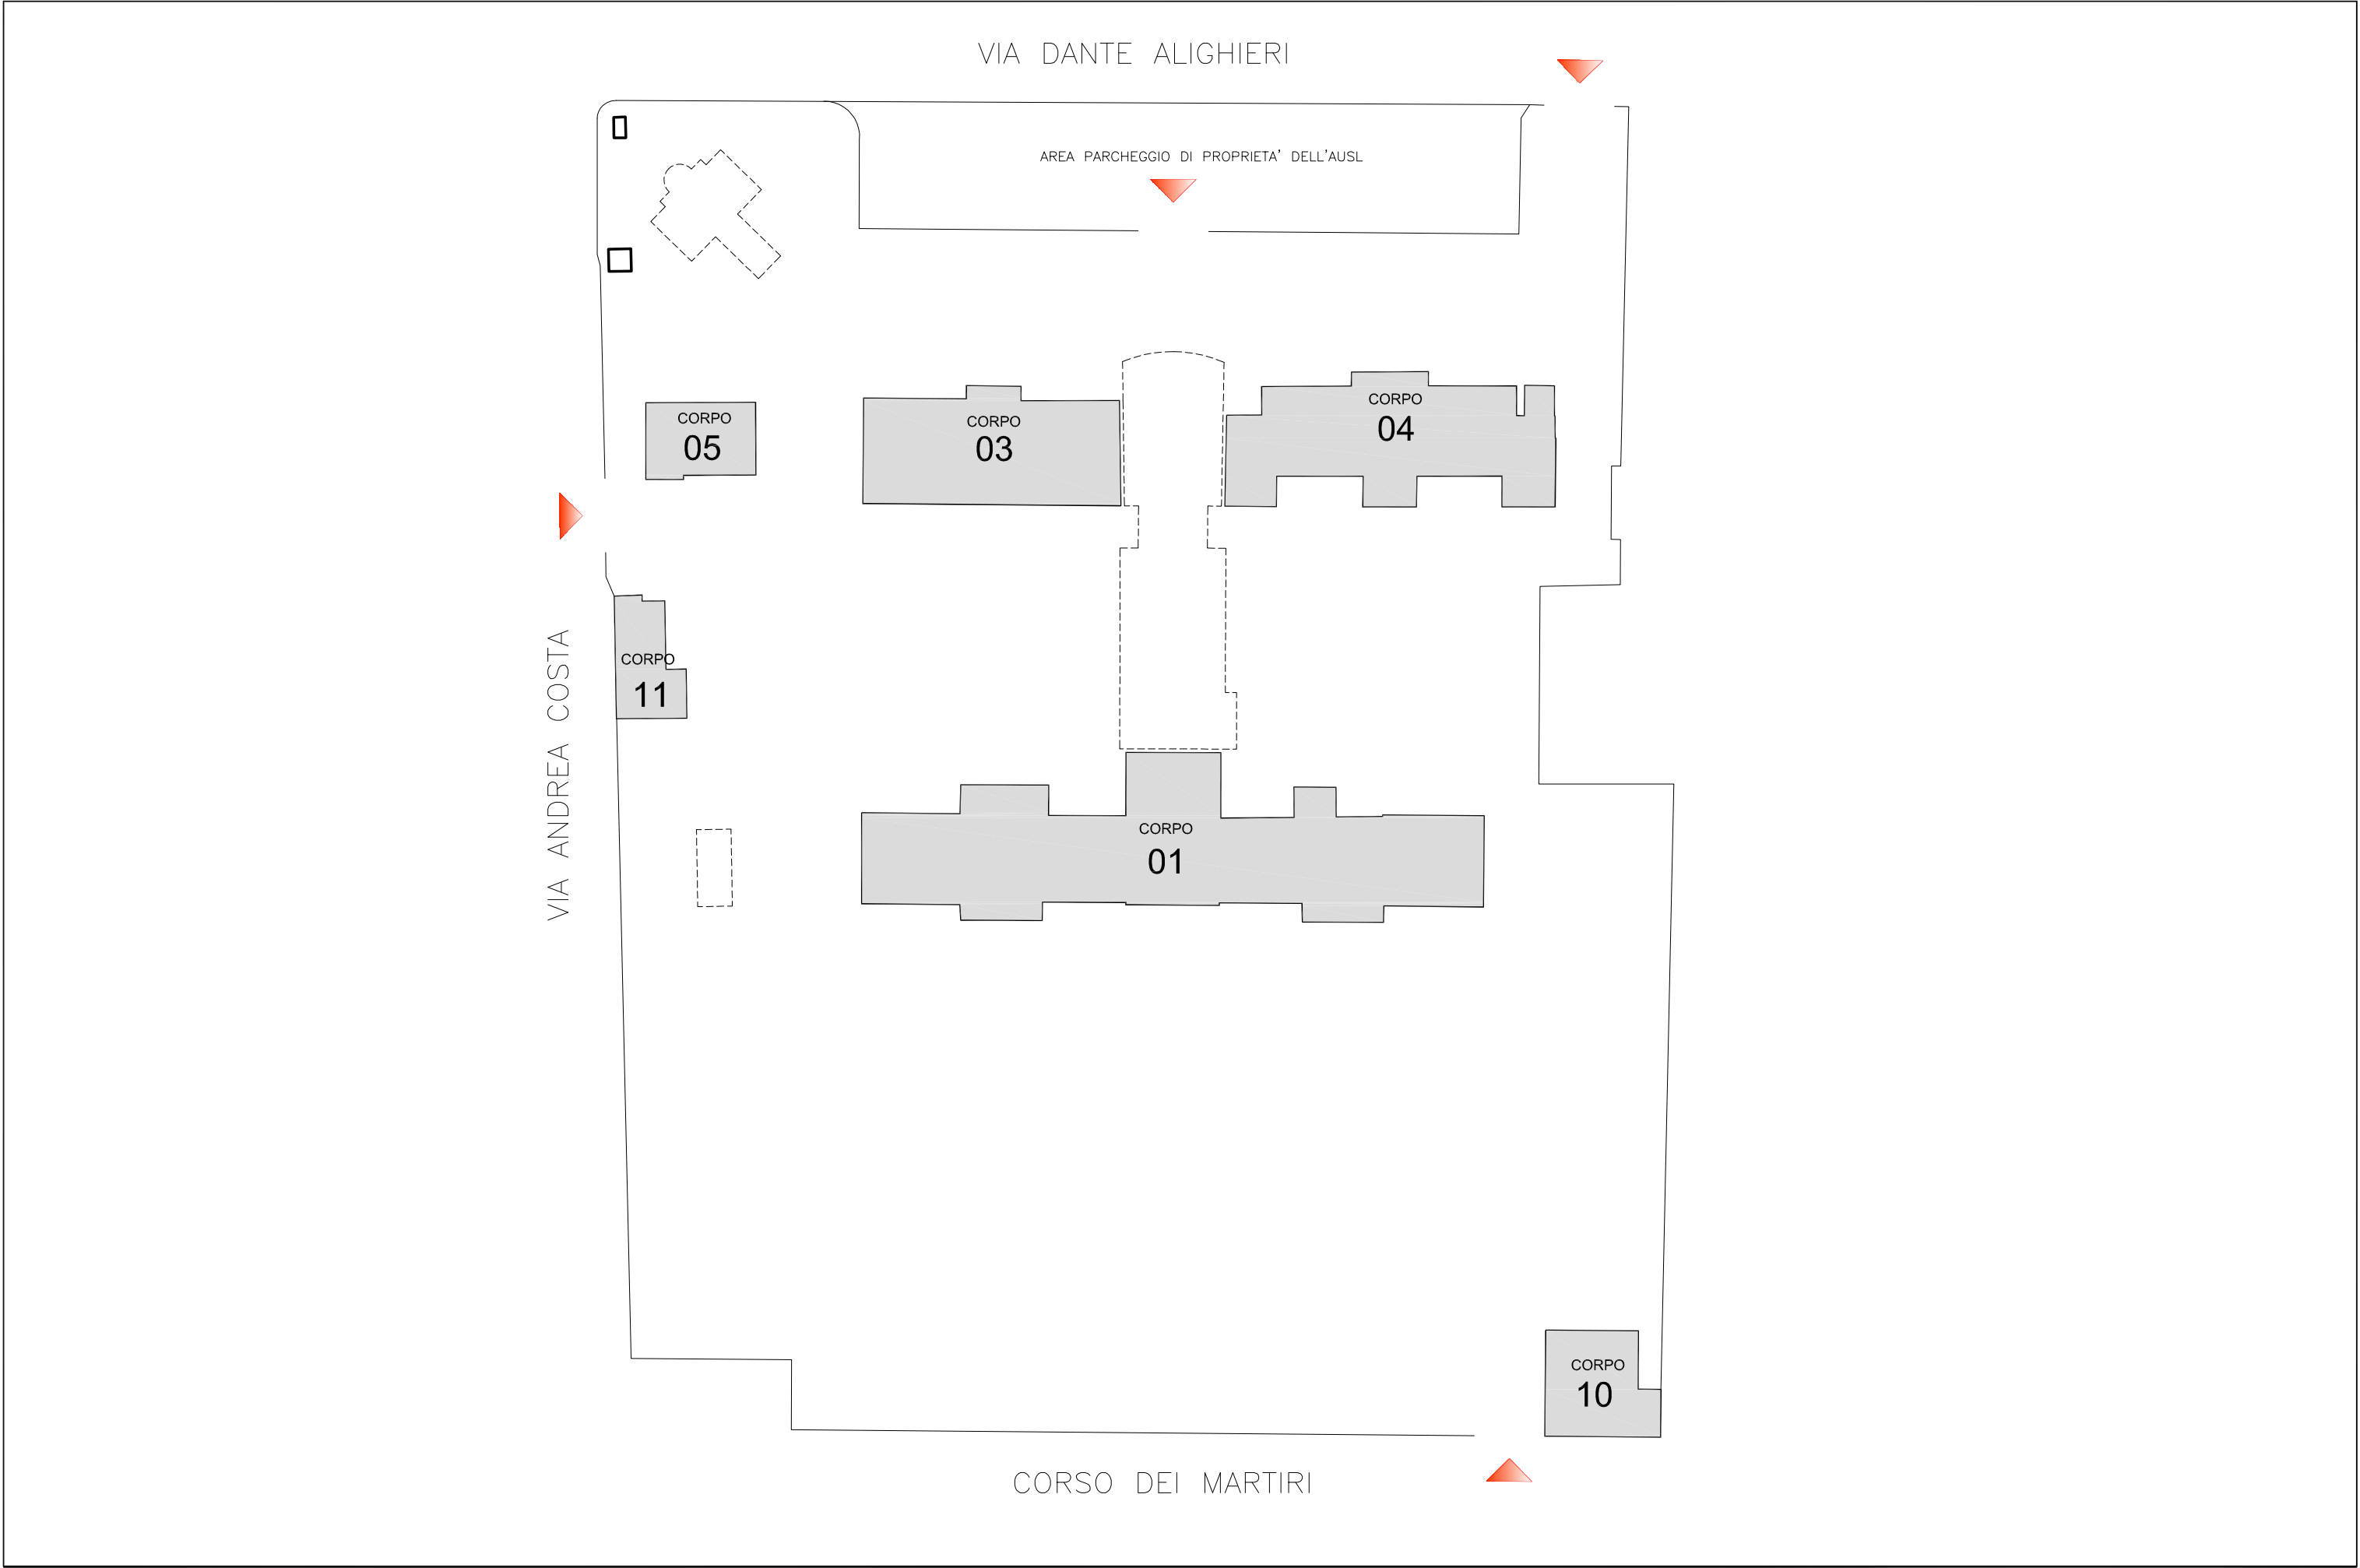 VIA DANTE ALIGHIERI
AREA PARCHEGGIO DI PROPRIETA' DELL'AUSL
CORPO
04
CORPO
05
CORPO
03
CORPO
11
VIA ANDREA COSTA
CORPO
01
CORPO
10
CORSO DEI MARTIRI